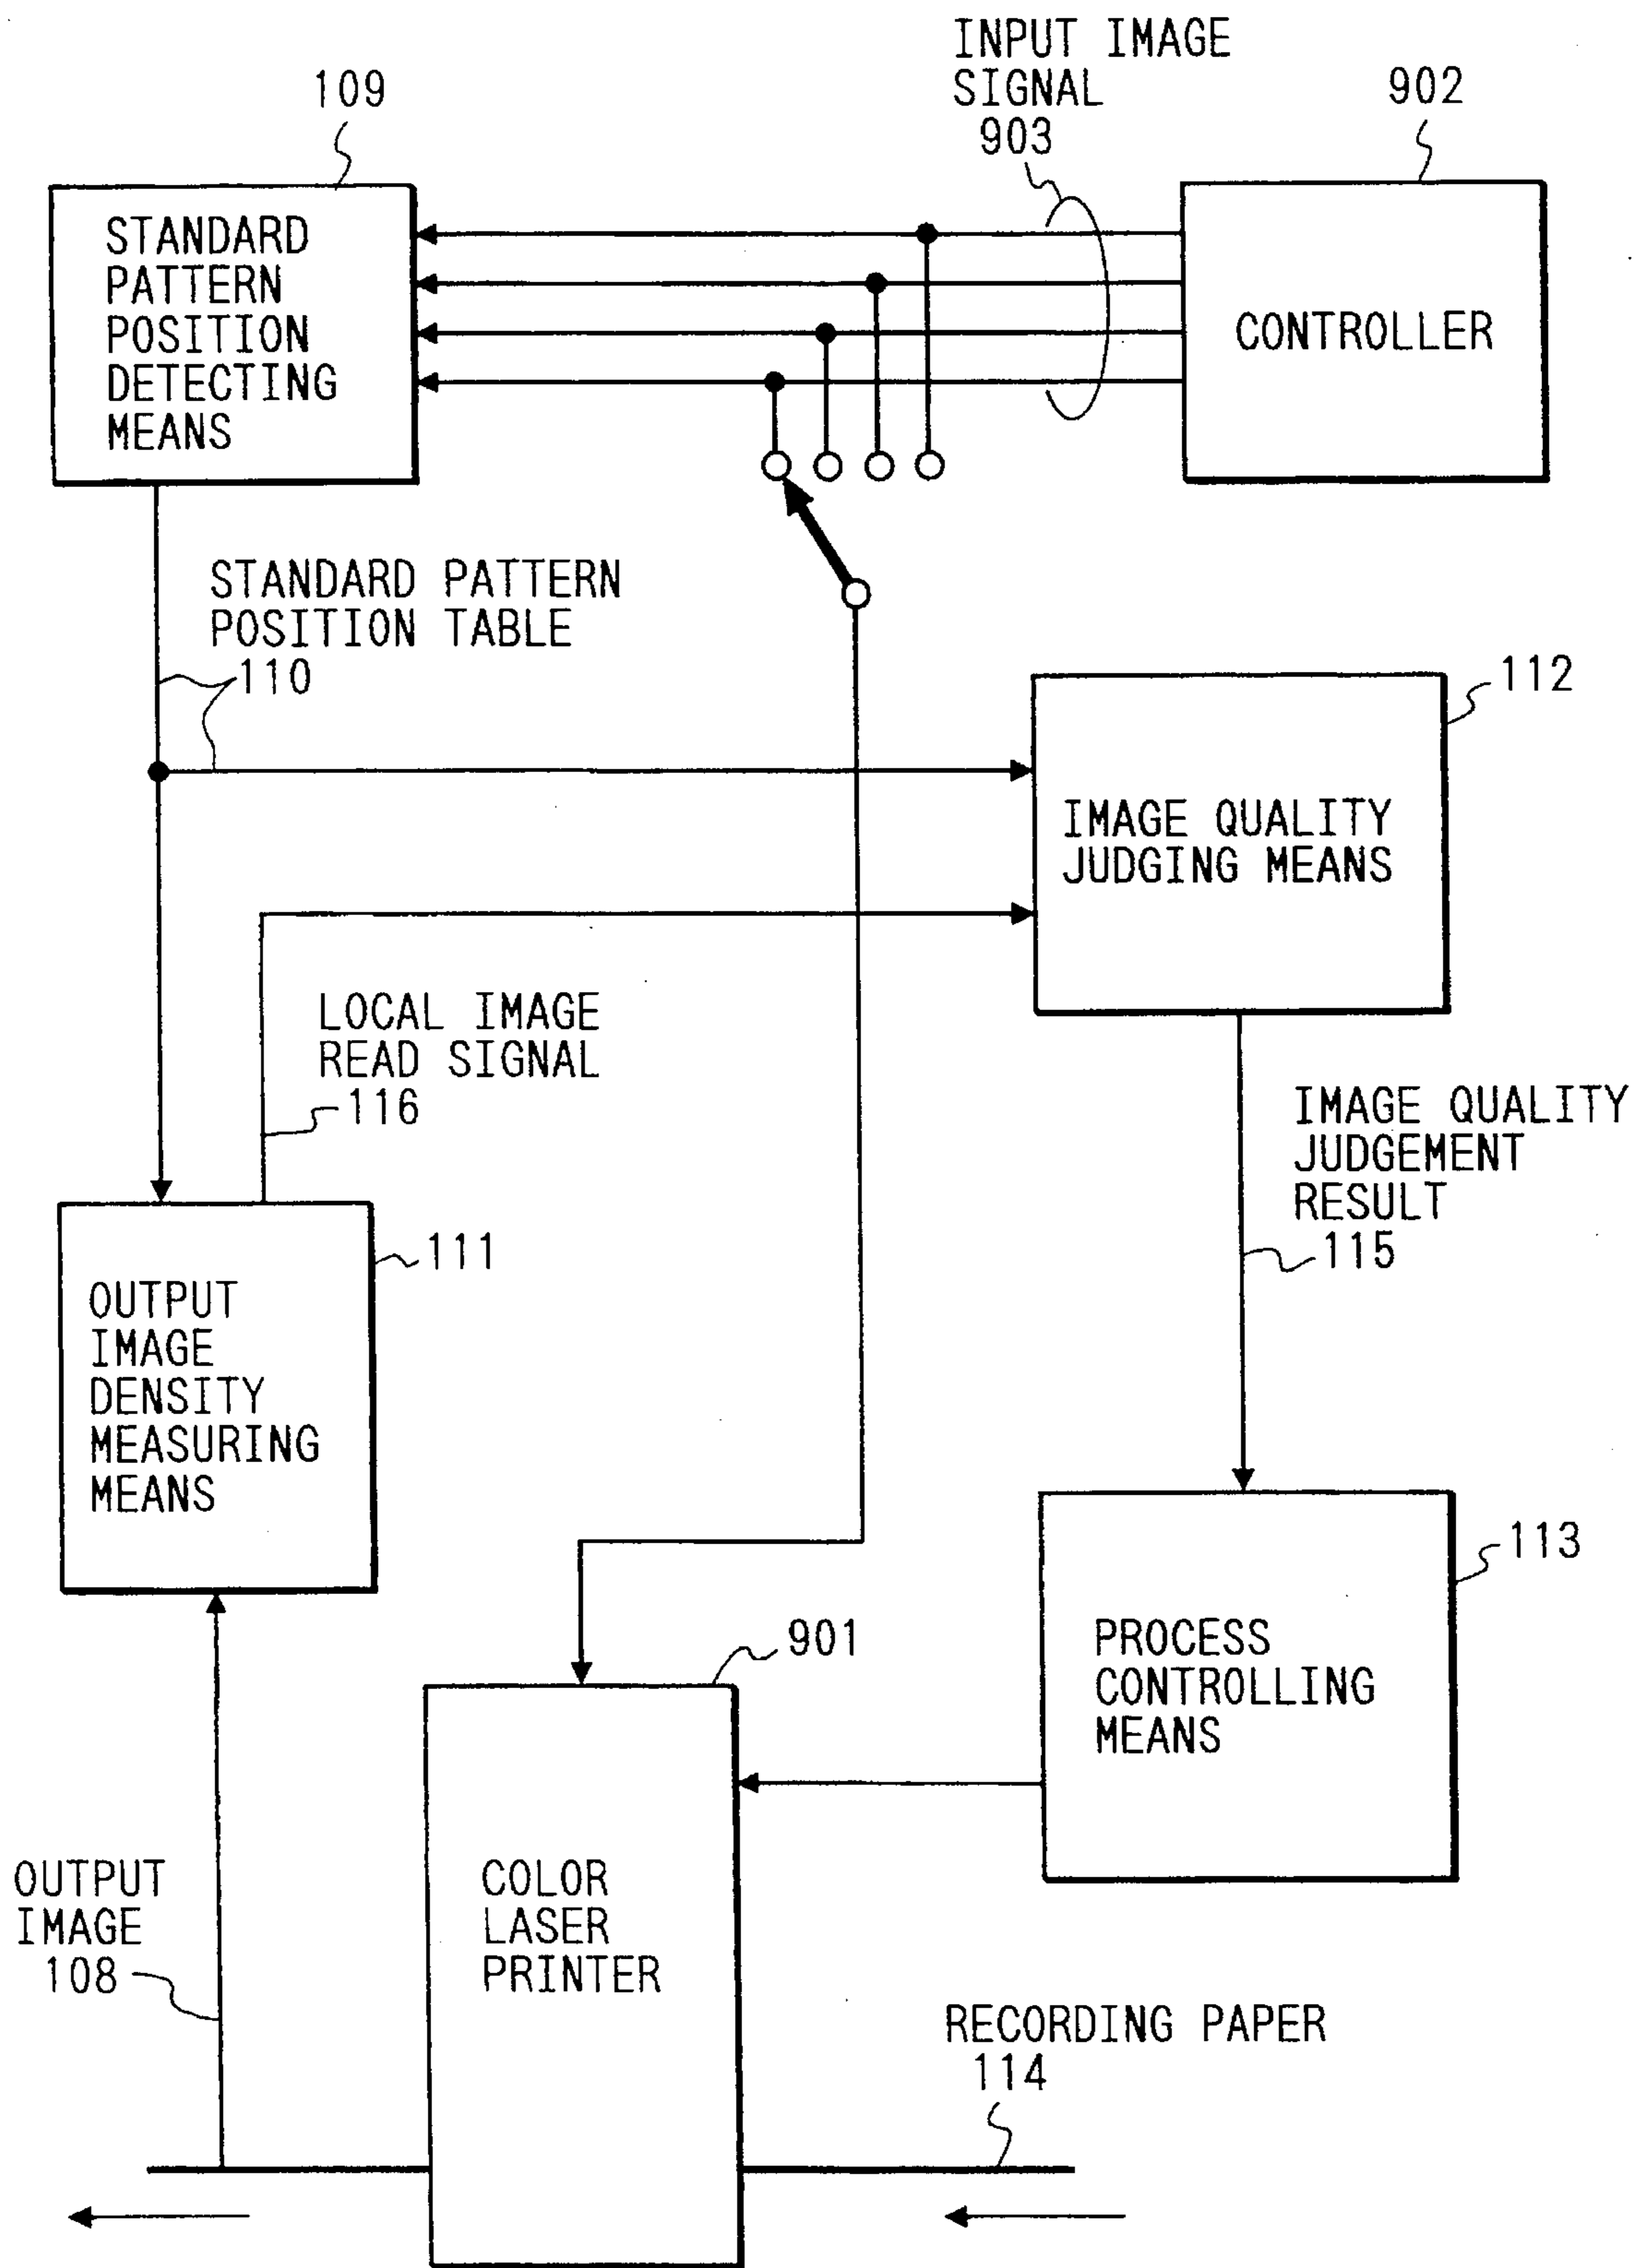 INPUT IMAGE
SIGNAL
903
109
902
STANDARD
PATTERN
POSITION
DETECTING
MEANS
CONTROLLER
STANDARD PATTERN
POSITION TABLE
110
112
IMAGE QUALITY
JUDGING MEANS
LOCAL IMAGE
READ SIGNAL
116
IMAGE QUALITY
JUDGEMENT
RESULT
115
111
OUTPUT
IMAGE
DENSITY
MEASURING
MEANS
113
901
PROCESS
CONTROLLING
MEANS
OUTPUT
IMAGE
108
COLOR
LASER
PRINTER
RECORDING PAPER
114